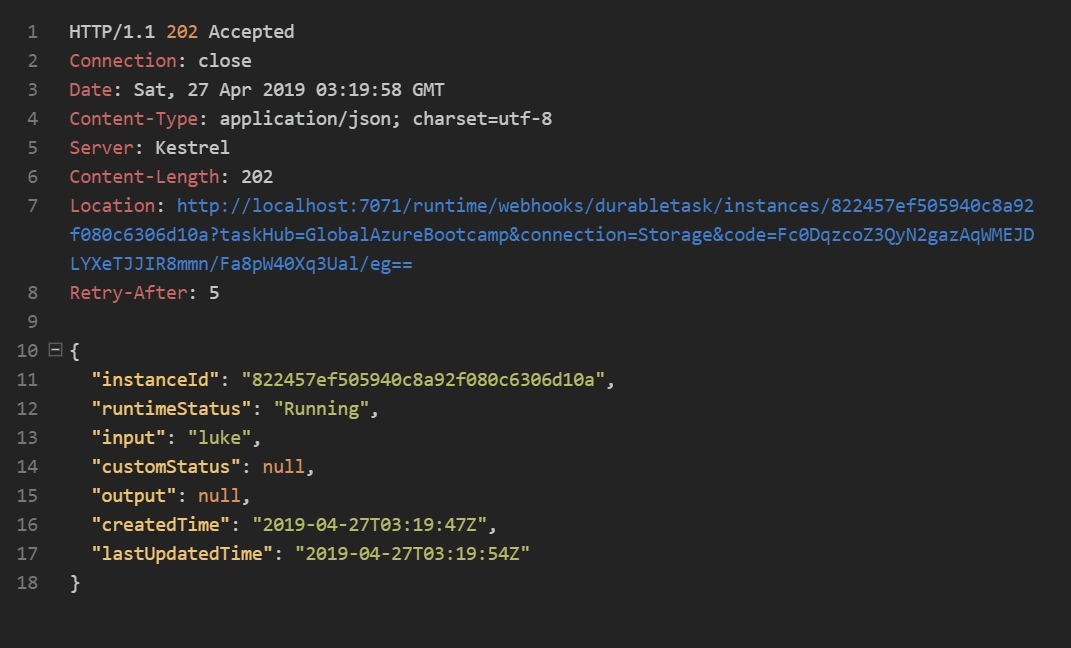 1 HTTP/1.1 202 Accepted
2 Connection: close
3 Date: Sat, 27 Apr 2019 03:19:58 GMT
4 Content-Type: application/json; charset=utf-8
5 Server: Kestrel
6 Content-Length: 202
7 Location: http://localhost:7071/runtime/webhooks/durabletask/instances/822457ef505940c8a92
f080c6306d10a?taskHub=GlobalAzureBootcamp&connection=Storage&code=Fc0DqzcoZ3QyN2gazAqWMEJD
LYXeTJJIR8mmn/Fa8pW40Xq3Ual/eg==
8 Retry-After: 5
9
10 {
11 "instanceId": "822457ef505940c8a92f080c6306d10a",
12 "runtimeStatus": "Running",
13 "input": "luke",
14 "customStatus": null,
15 "output": null,
16 "createdTime": "2019-04-27T03:19:47Z",
17 "lastUpdatedTime": "2019-04-27T03:19:54Z"
18 }